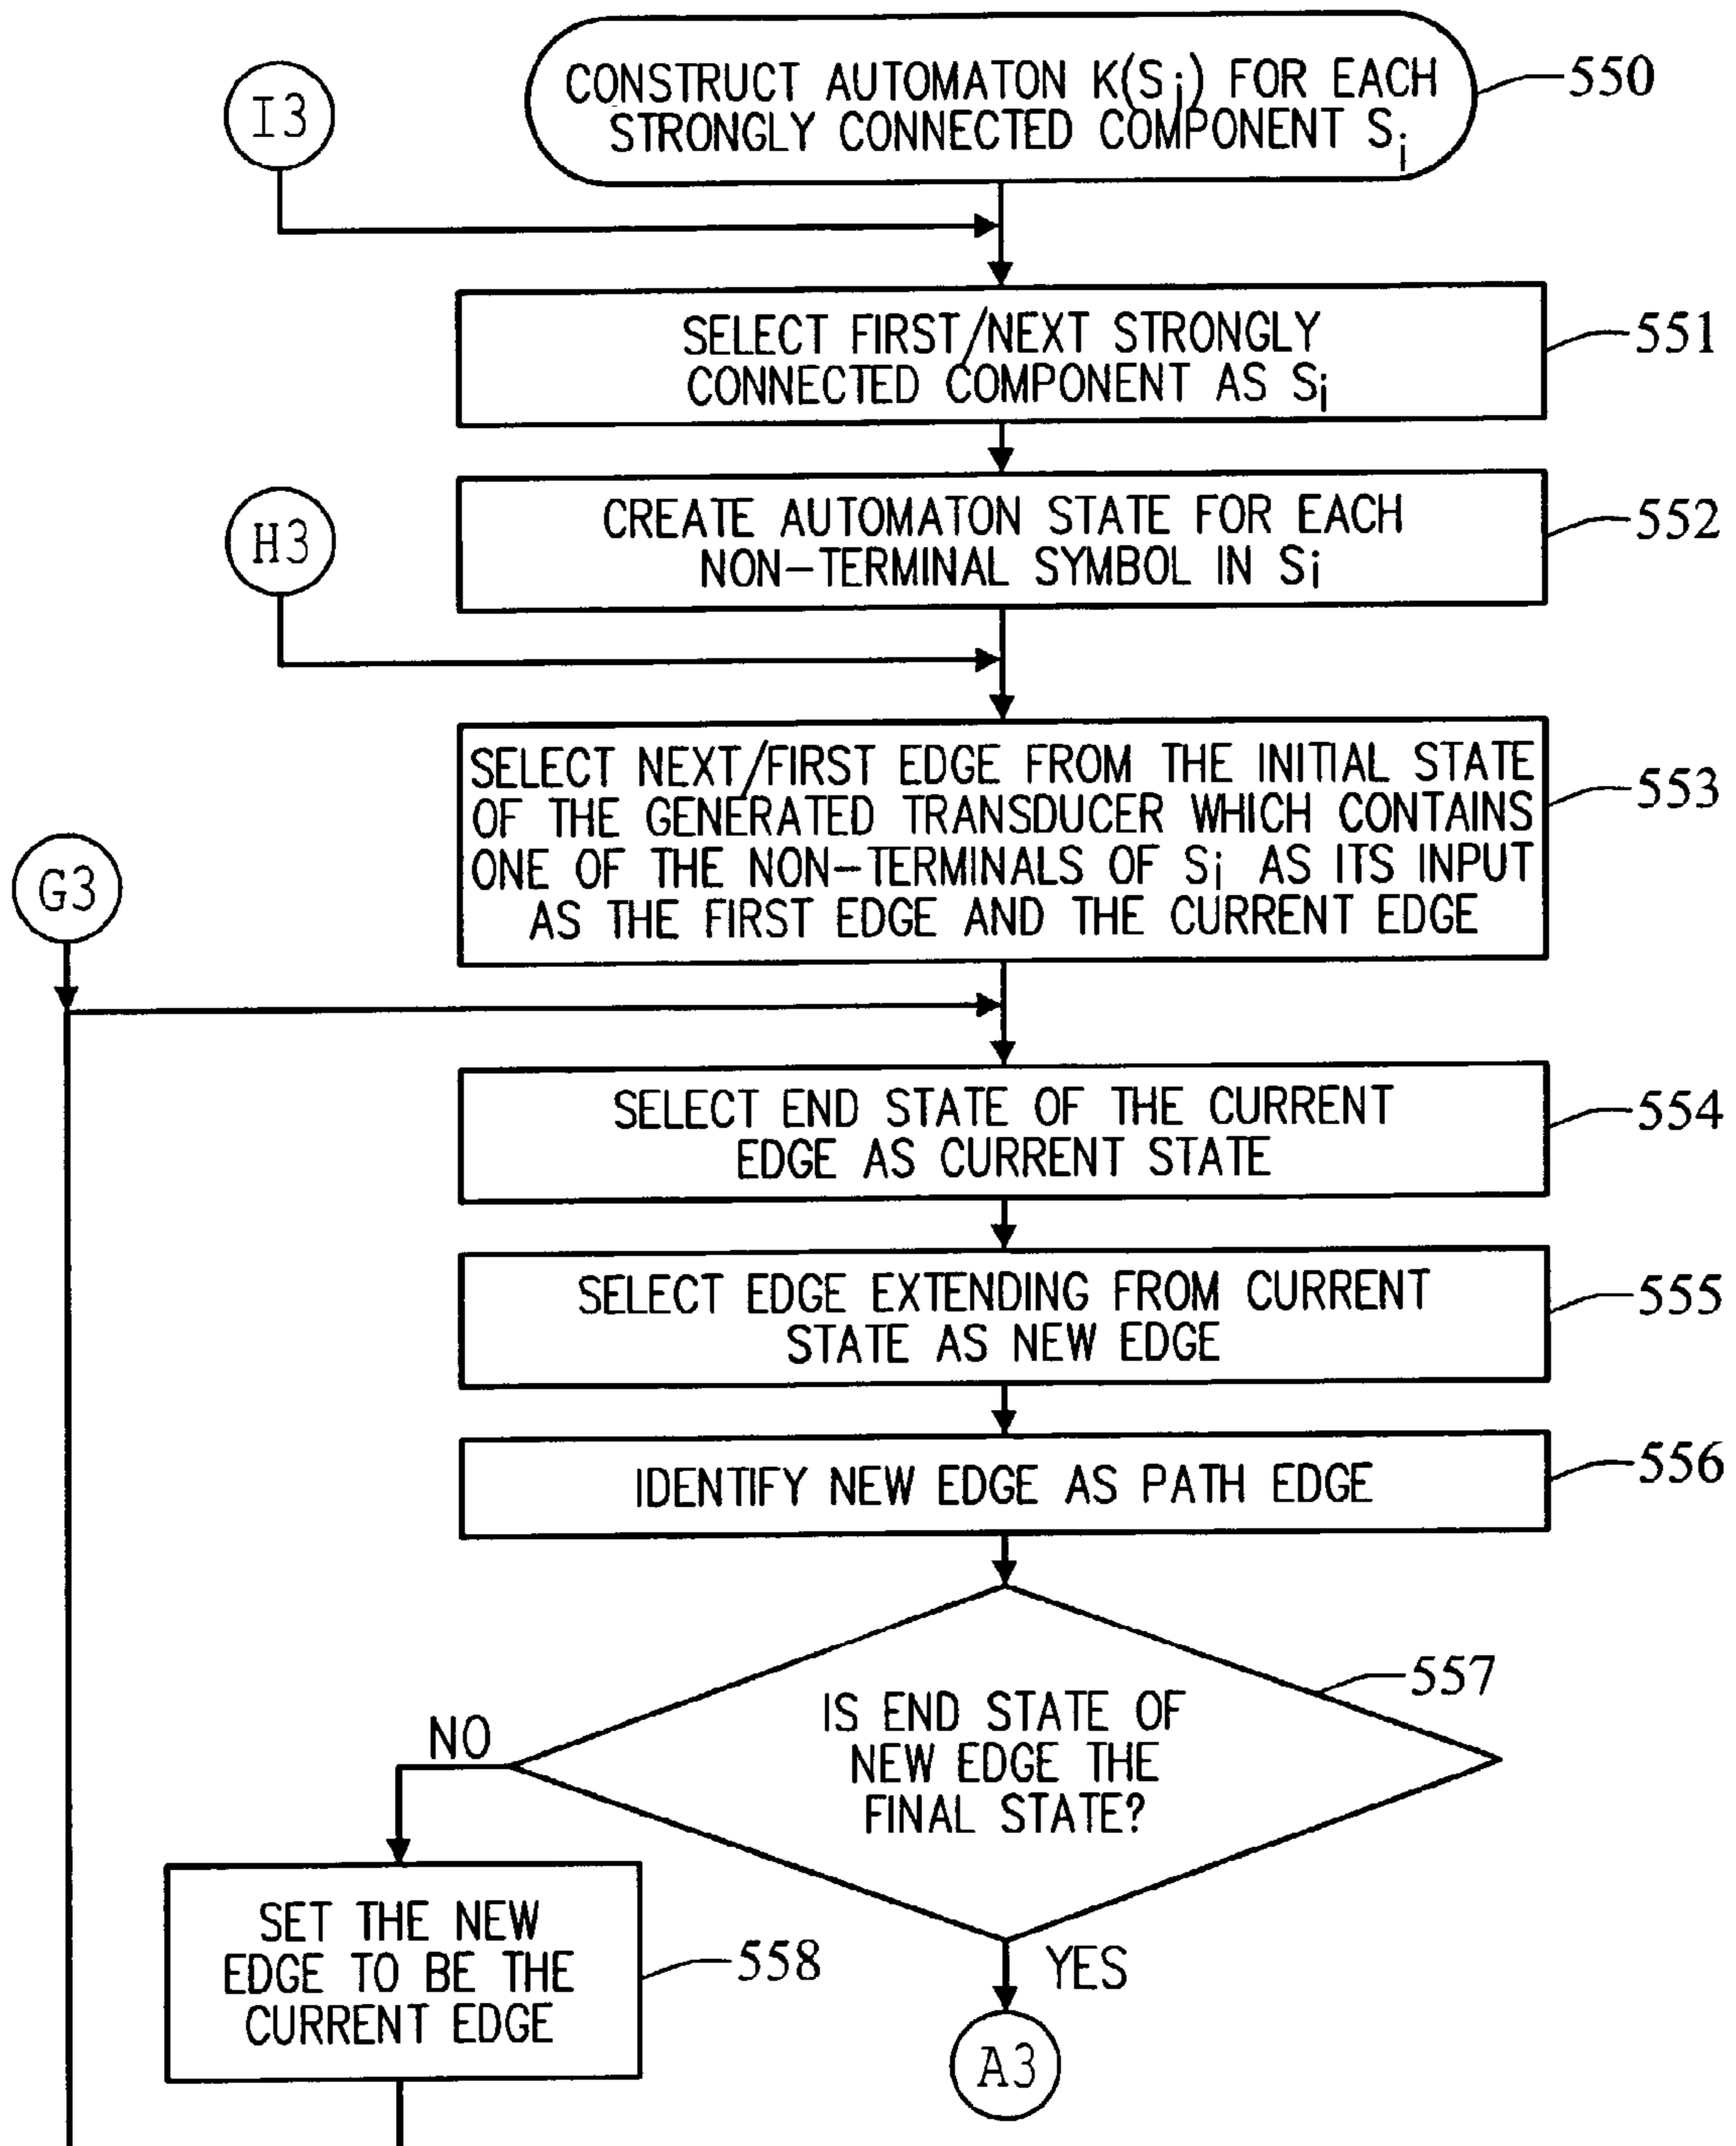 CONSTRUCT AUTOMATON K(Si) FOR EACH
STRONGLY CONNECTED COMPONENT Si
550
I3
SELECT FIRST/NEXT STRONGLY
CONNECTED COMPONENT AS Si
551
CREATE AUTOMATON STATE FOR EACH
NON-TERMINAL SYMBOL IN Si
552
H3
SELECT NEXT/FIRST EDGE FROM THE INITIAL STATE
OF THE GENERATED TRANSDUCER WHICH CONTAINS
ONE OF THE NON-TERMINALS OF Si AS ITS INPUT
AS THE FIRST EDGE AND THE CURRENT EDGE
553
G3
SELECT END STATE OF THE CURRENT
EDGE AS CURRENT STATE
554
SELECT EDGE EXTENDING FROM CURRENT
STATE AS NEW EDGE
555
IDENTIFY NEW EDGE AS PATH EDGE
556
IS END STATE OF
NEW EDGE THE
FINAL STATE?
557
NO
SET THE NEW
EDGE TO BE THE
CURRENT EDGE
558
YES
A3